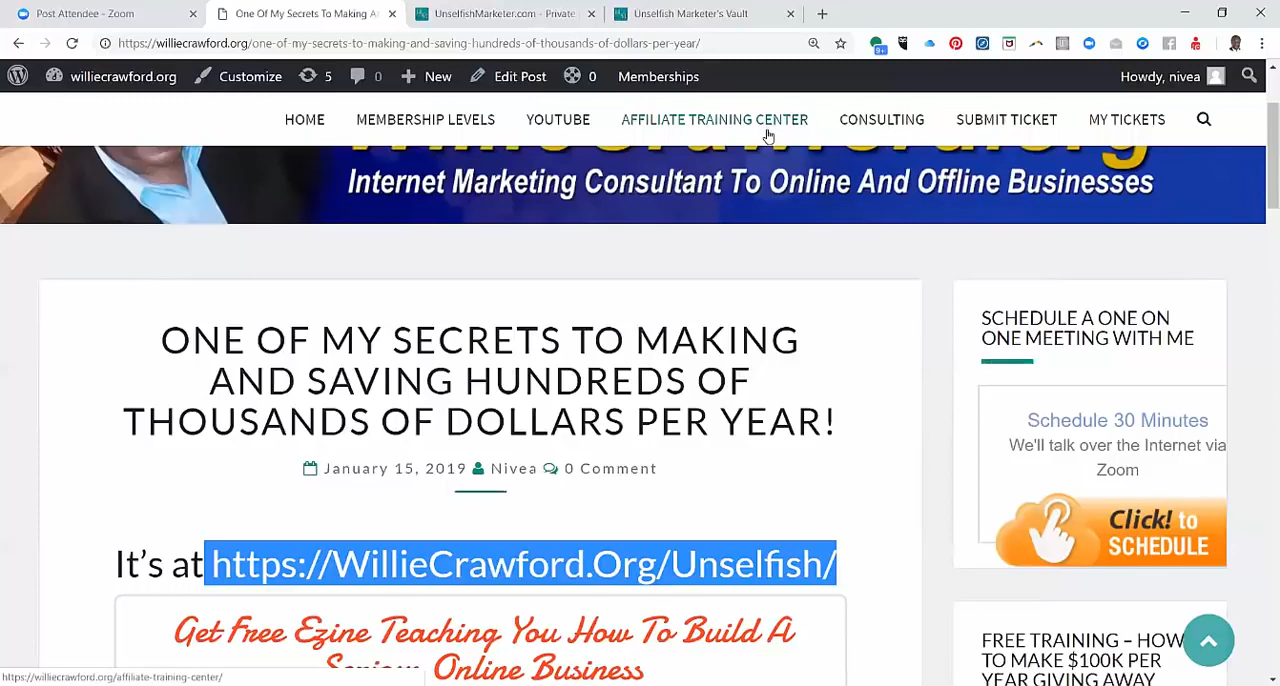 Post Attendee - Zoom
One Of My Secrets To Making A
UnselfishMarketer.com - Private
Unselfish Marketer's Vault
https://williecrawford.org/one-of-my-secrets-to-making-and-saving-hundreds-of-thousands-of-dollars-per-year/
9+
williecrawford.org
Customize
5
0
New
Edit Post
0
Memberships
Howdy, nivea
HOME
MEMBERSHIP LEVELS
YOUTUBE
AFFILIATE TRAINING CENTER
CONSULTING
SUBMIT TICKET
MY TICKETS
Internet Marketing Consultant To Online And Offline Businesses
ONE OF MY SECRETS TO MAKING
AND SAVING HUNDREDS OF
THOUSANDS OF DOLLARS PER YEAR!
January 15, 2019 Nivea 0 Comment
It's at https://WillieCrawford.Org/Unselfish/
Get Free Ezine Teaching You How To Build A
Serious Online Business
SCHEDULE A ONE ON
ONE MEETING WITH ME
Schedule 30 Minutes
We'll talk over the Internet via
Zoom
Click! to
SCHEDULE
FREE TRAINING – HOW
TO MAKE $100K PER
YEAR GIVING AWAY
https://williecrawford.org/affiliate-training-center/